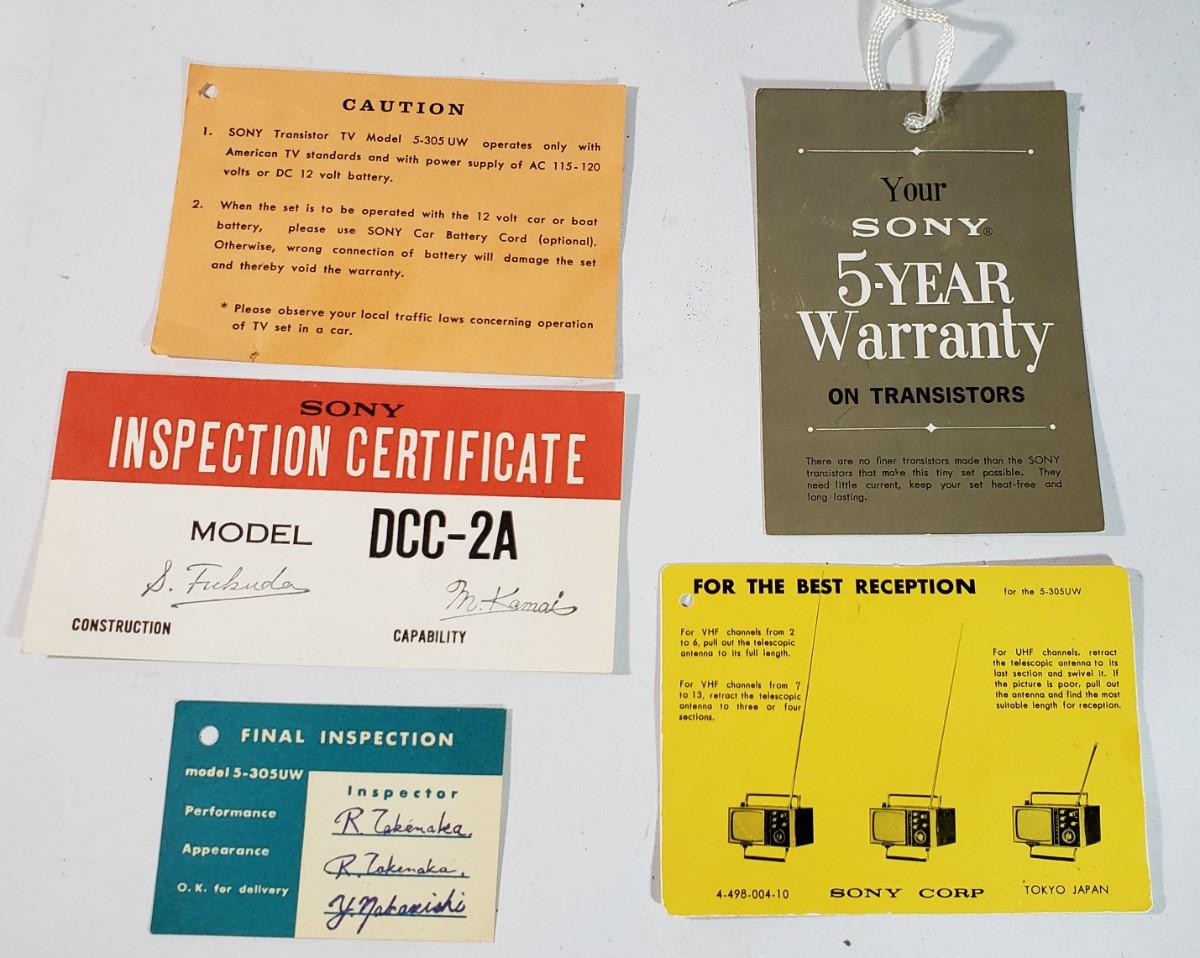 CAUTION
1. SONY Transistor TV Model 5-305 UW operates only with
American TV standards and with power supply of AC 115-120
volts or DC 12 volt battery.
2. When the set is to be operated with the 12 volt car or boat
battery, please use SONY Car Battery Cord (optional).
Otherwise, wrong connection of battery will damage the set
and thereby void the warranty.
* Please observe your local traffic laws concerning operation
of TV set in a car.
Your
SONY®
5-YEAR
Warranty
ON TRANSISTORS
There are no finer transistors made than the SONY
transistors that make this tiny set possible. They
need little current, keep your set heat-free and
long lasting.
SONY
INSPECTION CERTIFICATE
MODEL DCC-2A
S. Fukuda
M. Kamai
CONSTRUCTION
CAPABILITY
FOR THE BEST RECEPTION for the 5-305UW
For VHF channels from 2
to 6, pull out the telescopic
antenna to its full length.
For VHF channels from 7
to 13, retract the telescopic
antenna to three or four
sections.
For UHF channels, retract
the telescopic antenna to its
last section and swivel it. If
the picture is poor, pull out
the antenna and find the most
suitable length for reception.
4-498-004-10 SONY CORP TOKYO JAPAN
FINAL INSPECTION
model 5-305UW
Inspector
Performance R. Takenaka.
Appearance R. Takenaka.
O.K. for delivery Y. Nakanishi